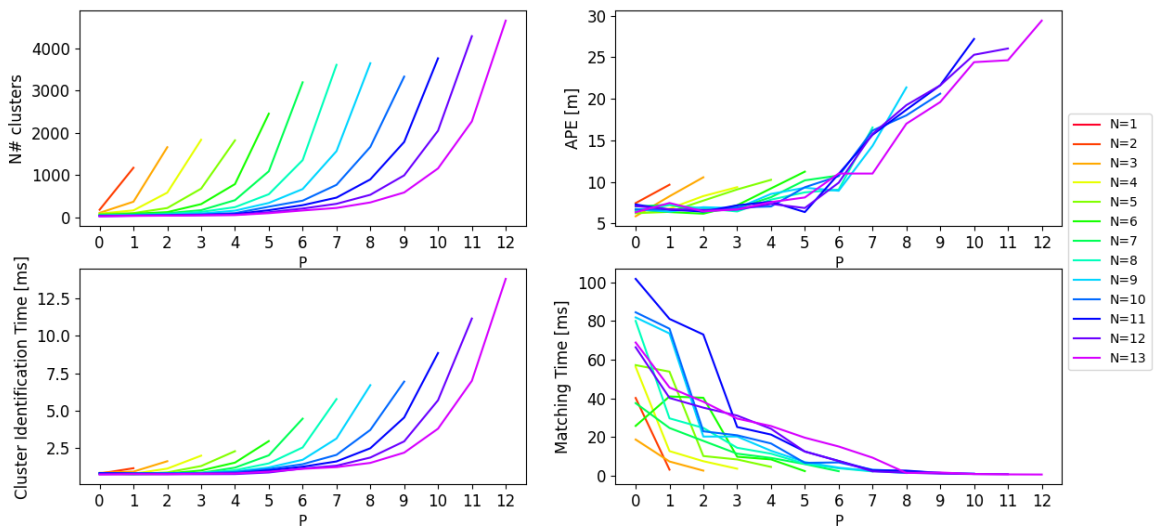 N# clusters
4000
3000
2000
1000
0
0 1 2 3 4 5 6 7 8 9 10 11 12
P
APE [m]
30
25
20
15
10
5
0 1 2 3 4 5 6 7 8 9 10 11 12
P
Cluster Identification Time [ms]
12.5
10.0
7.5
5.0
2.5
0 1 2 3 4 5 6 7 8 9 10 11 12
P
Matching Time [ms]
100
80
60
40
20
0
0 1 2 3 4 5 6 7 8 9 10 11 12
P
N=1
N=2
N=3
N=4
N=5
N=6
N=7
N=8
N=9
N=10
N=11
N=12
N=13